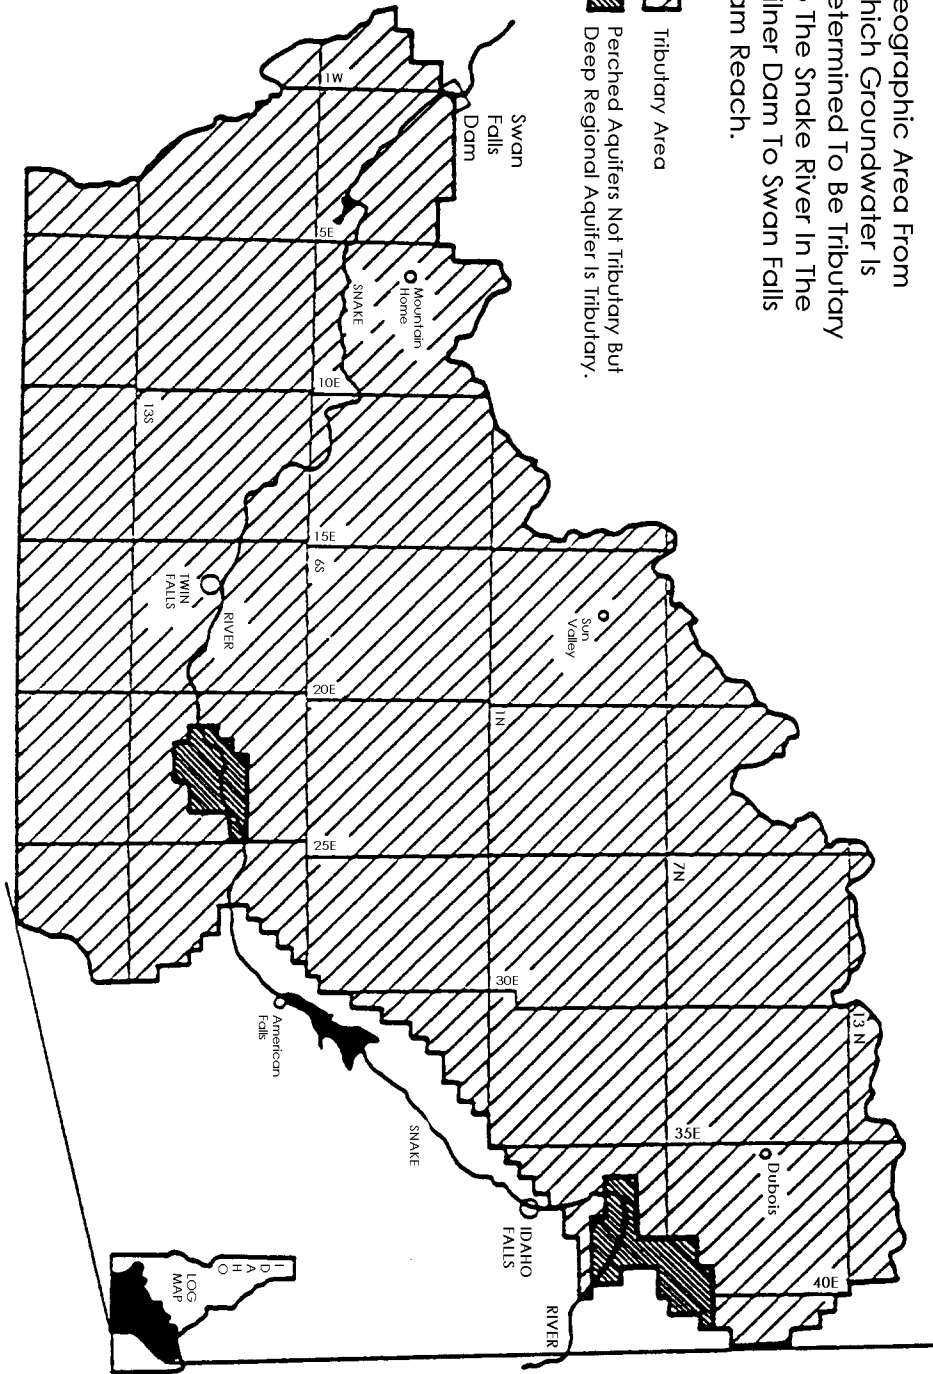 eographic Area From
hich Groundwater Is
etermined To Be Tributary
The Snake River In The
ilner Dam To Swan Falls
am Reach.
Tributary Area
Perched Aquifers Not Tributary But
Deep Regional Aquifer Is Tributary.
Swan
Falls
Dam
1W
5E
Mountain
Home
SNAKE
10E
13S
15E
6S
TWIN
FALLS
RIVER
Sun
Valley
20E
1N
25E
7N
30E
13 N
American
Falls
SNAKE
35E
Dubois
IDAHO
FALLS
40E
RIVER
IDAHO
LOG
MAP